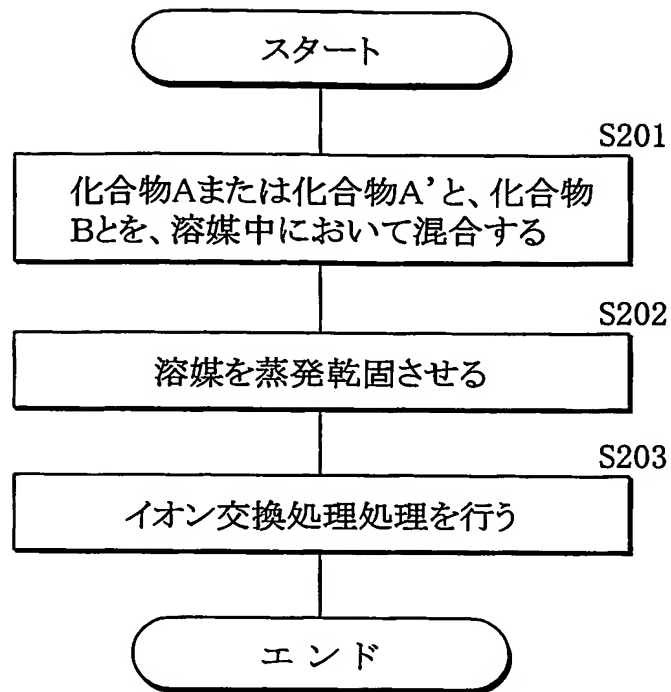 スタート
S201
化合物Aまたは化合物A’と、化合物
Bとを、溶媒中において混合する
S202
溶媒を蒸発乾固させる
S203
イオン交換処理処理を行う
エンド